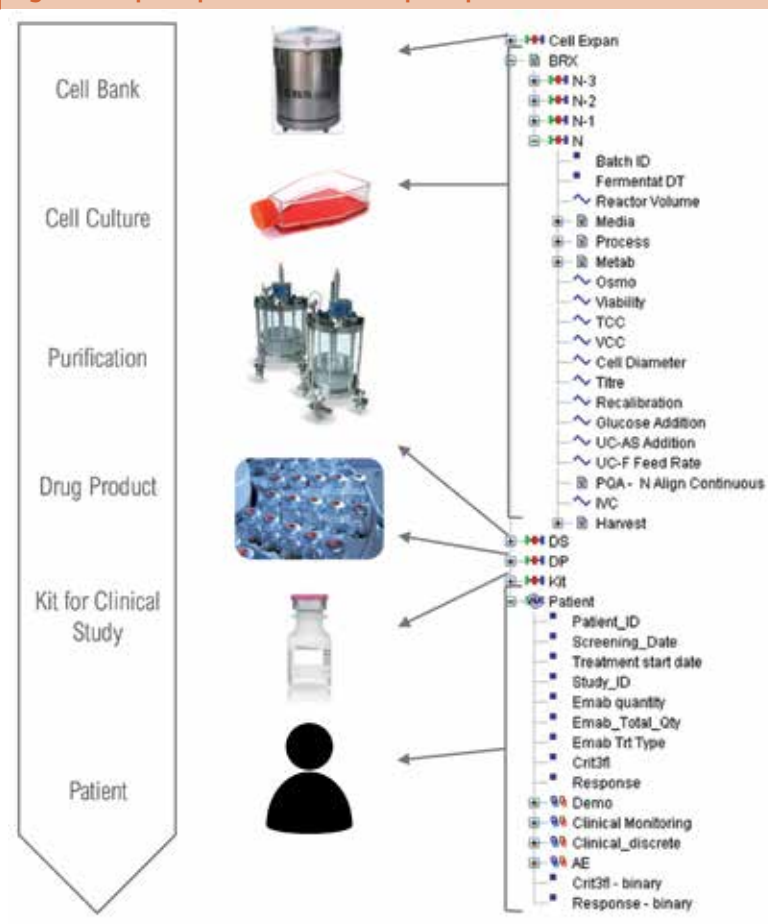 Cell Bank
Cell Culture
Purification
Drug Product
Kit for Clinical
Study
Patient
Cell Expan
BRX
N-3
N-2
N-1
N
Batch ID
Fermentat DT
Reactor Volume
Media
Process
Metab
Osmo
Viability
TCC
VCC
Cell Diameter
Titre
Recalibration
Glucose Addition
UC-AS Addition
UC-F Feed Rate
PGA - N Align Continuous
IVC
Harvest
DS
DP
Kit
Patient
Patient_ID
Screening_Date
Treatment start date
Study_ID
Emab quantity
Emab_Total_Qty
Emab Trt Type
Crit3fl
Response
Demo
Clinical Monitoring
Clinical_discrete
AE
Crit3fl - binary
Response - binary